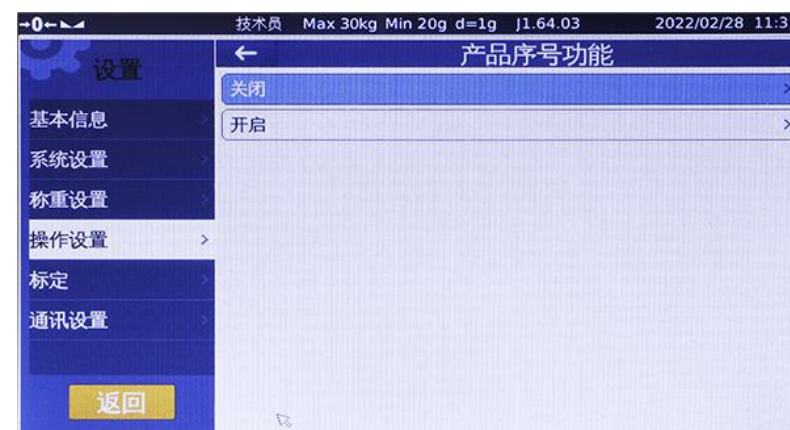 →0← 技术员 Max 30kg Min 20g d=1g J1.64.03 2022/02/28 11:3
设置
← 产品序号功能
关闭 >
开启 >
基本信息 >
系统设置 >
称重设置 >
操作设置 >
标定 >
通讯设置 >
返回